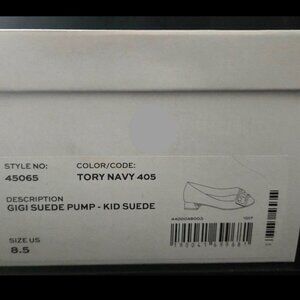 STYLE NO: COLOR/CODE:
45065 TORY NAVY 405
DESCRIPTION
GIGI SUEDE PUMP - KID SUEDE
SIZE US
8.5